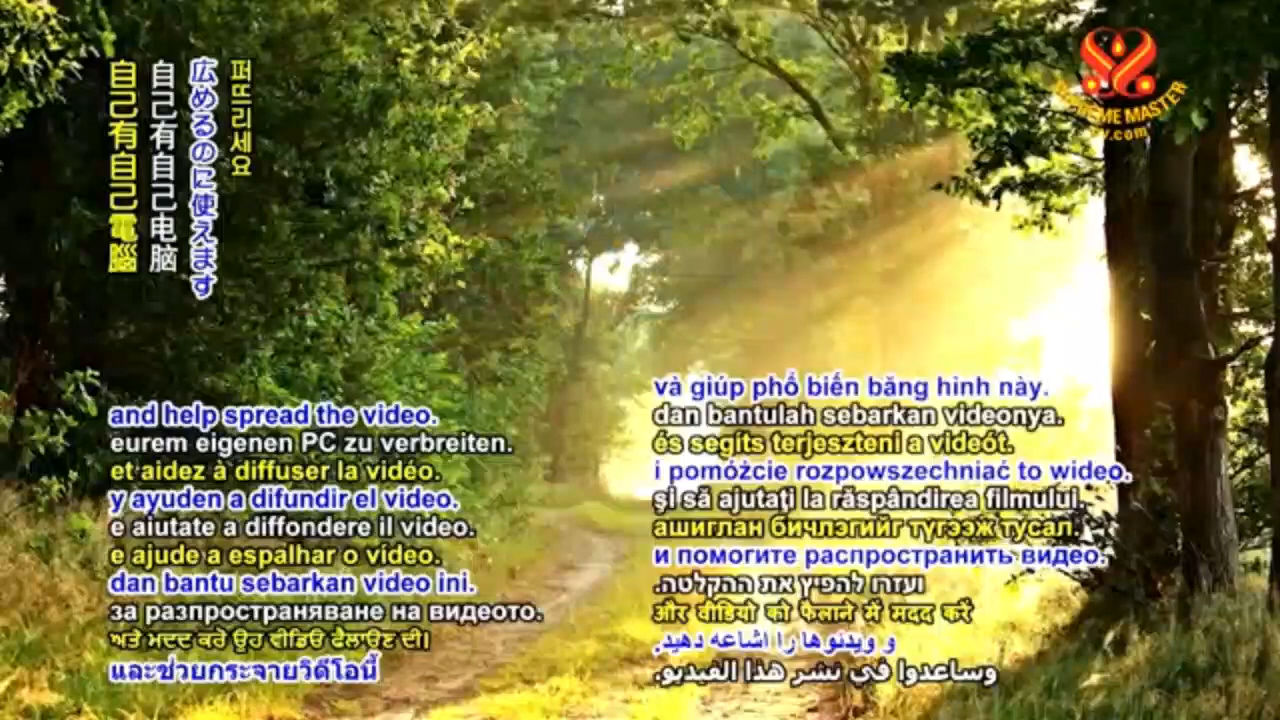 퍼뜨리세요
広めるのに使えます
自己有自己电脑
自己有自己電腦
SUPREME MASTER
TV.com
and help spread the video.
eurem eigenen PC zu verbreiten.
et aidez à diffuser la vidéo.
y ayuden a difundir el video.
e aiutate a diffondere il video.
e ajude a espalhar o vídeo.
dan bantu sebarkan video ini.
за разпространяване на видеото.
ਅਤੇ ਮਦਦ ਕਰੋ ਉਹ ਵੀਡਿਓ ਫੈਲਾਉਣ ਦੀ।
และช่วยกระจายวิดีโอนี้
và giúp phổ biến băng hình này.
dan bantulah sebarkan videonya.
és segíts terjeszteni a videót.
i pomóżcie rozpowszechniać to wideo.
şi să ajutaţi la răspândirea filmului.
ашиглан бичлэгийг түгээж тусал.
и помогите распространить видео.
ועזרו להפיץ את ההקלטה.
और वीडियो को फैलाने में मदद करें
و ویدئوها را اشاعه دهید.
وساعدوا في نشر هذا الفيديو.